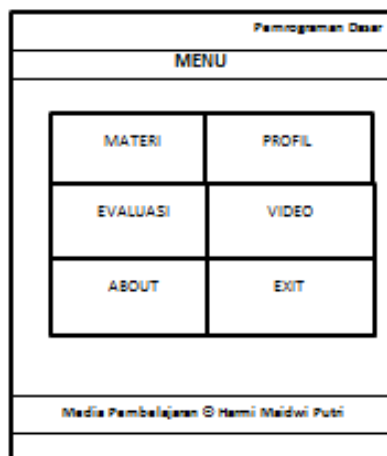 Pemrograman Dasar
MENU
MATERI PROFIL
EVALUASI VIDEO
ABOUT EXIT
Media Pembelajaran © Harmi Maidwi Putri